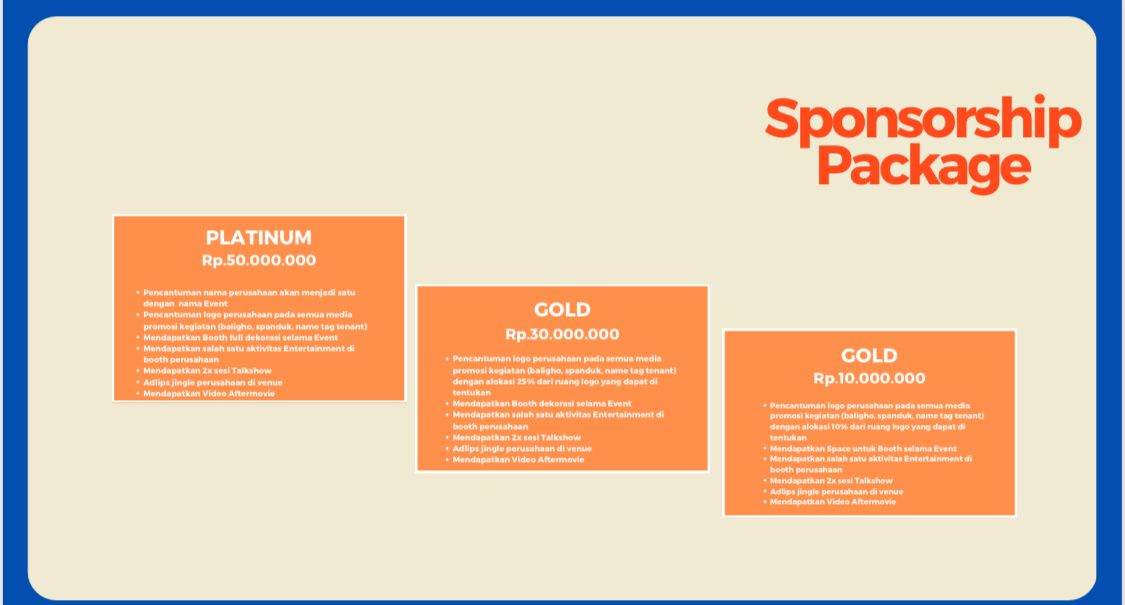 Sponsorship
Package
PLATINUM
Rp.50.000.000
• Pencantuman nama perusahaan akan menjadi satu
dengan nama Event
• Pencantuman logo perusahaan pada semua media
promosi kegiatan (baligho, spanduk, name tag tenant)
• Mendapatkan Booth full dekorasi selama Event
• Mendapatkan salah satu aktivitas Entertainment di
booth perusahaan
• Mendapatkan 2x sesi Talkshow
• Adlips jingle perusahaan di venue
• Mendapatkan Video Aftermovie
GOLD
Rp.30.000.000
• Pencantuman logo perusahaan pada semua media
promosi kegiatan (baligho, spanduk, name tag tenant)
dengan alokasi 25% dari ruang logo yang dapat di
tentukan
• Mendapatkan Booth dekorasi selama Event
• Mendapatkan salah satu aktivitas Entertainment di
booth perusahaan
• Mendapatkan 2x sesi Talkshow
• Adlips jingle perusahaan di venue
• Mendapatkan Video Aftermovie
GOLD
Rp.10.000.000
• Pencantuman logo perusahaan pada semua media
promosi kegiatan (baligho, spanduk, name tag tenant)
dengan alokasi 10% dari ruang logo yang dapat di
tentukan
• Mendapatkan Space untuk Booth selama Event
• Mendapatkan salah satu aktivitas Entertainment di
booth perusahaan
• Mendapatkan 2x sesi Talkshow
• Adlips jingle perusahaan di venue
• Mendapatkan Video Aftermovie